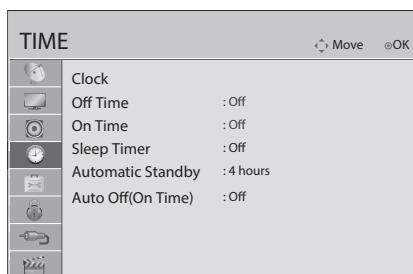 TIME Move OK
Clock
Off Time : Off
On Time : Off
Sleep Timer : Off
Automatic Standby : 4 hours
Auto Off(On Time) : Off